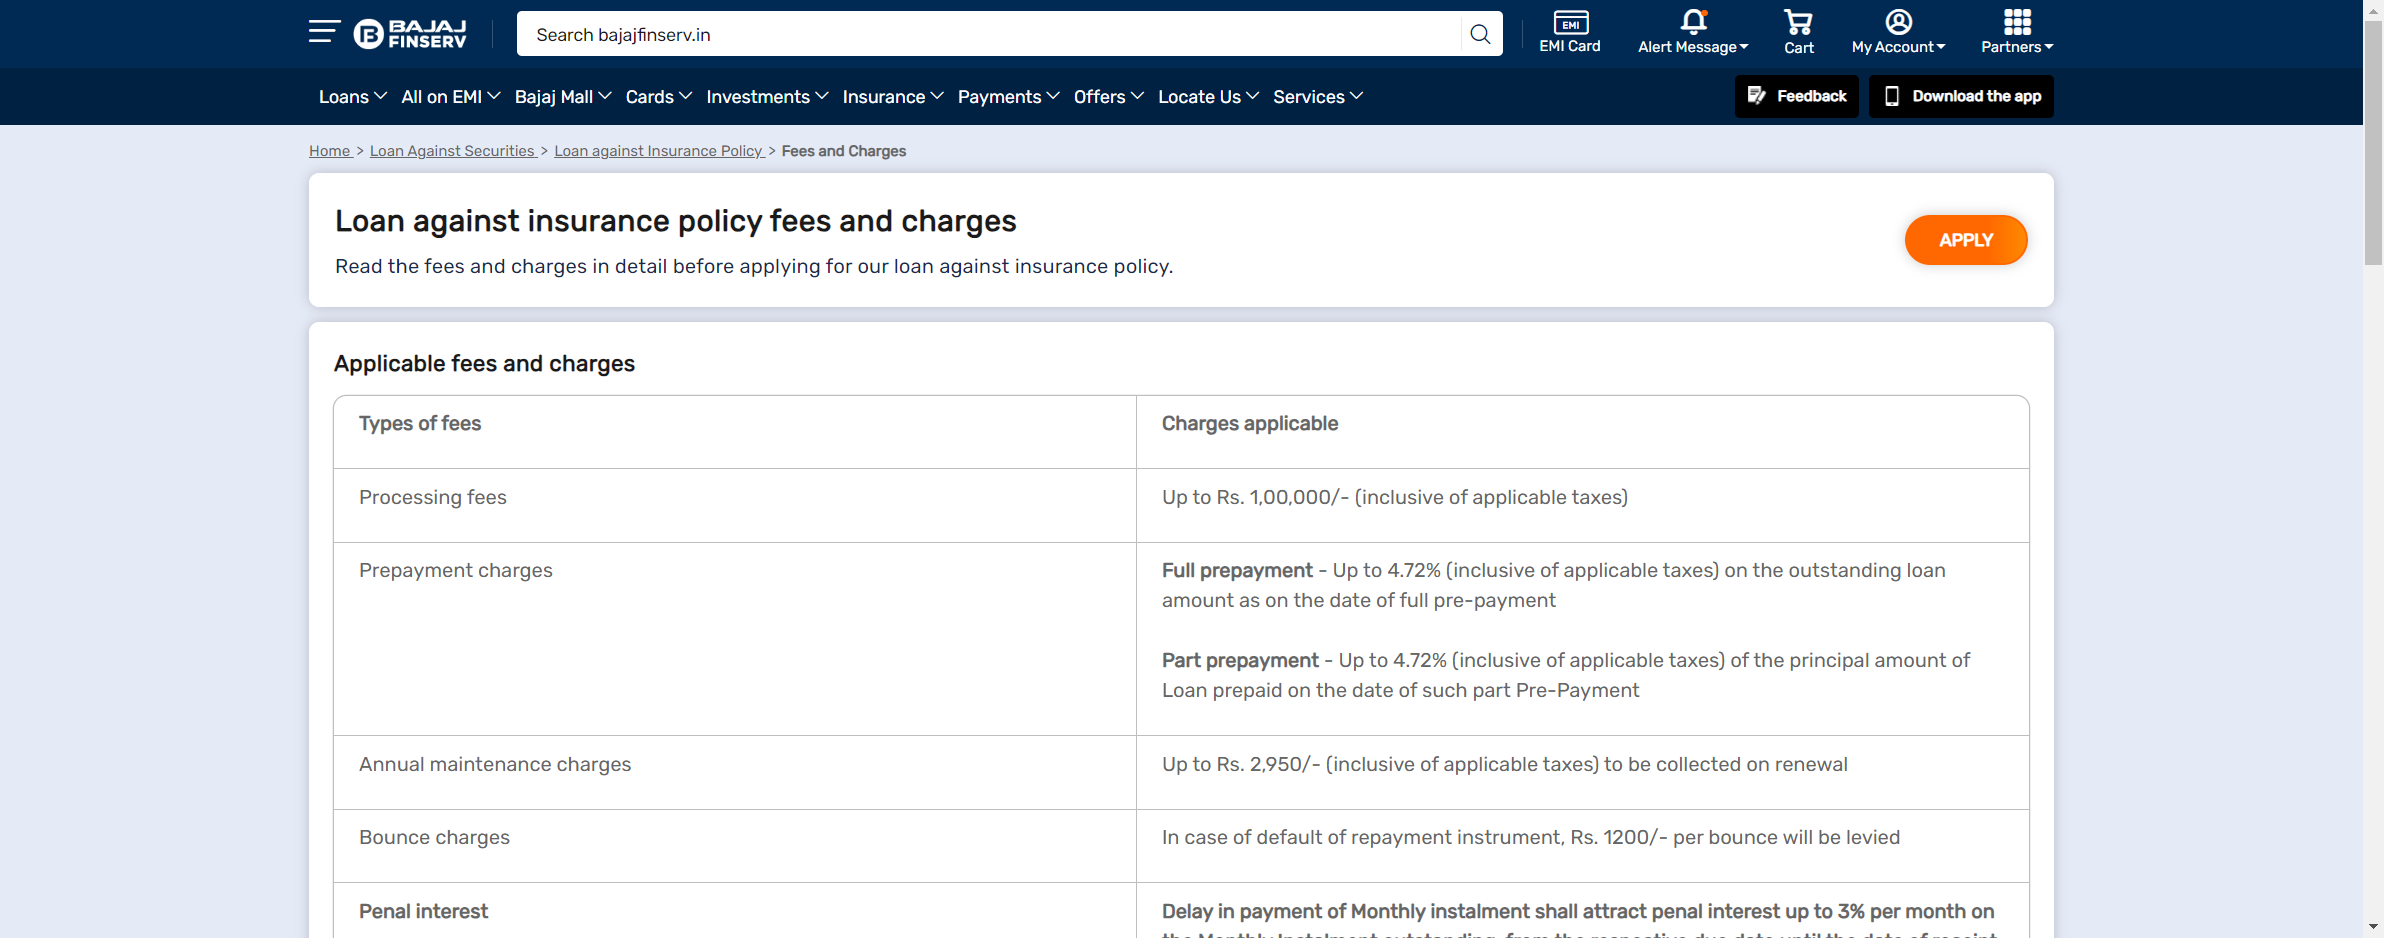 BAJAJ
FINSERV
Search bajajfinserv.in
EMI
EMI Card
Alert Message
Cart
My Account
Partners
Loans
All on EMI
Bajaj Mall
Cards
Investments
Insurance
Payments
Offers
Locate Us
Services
Feedback
Download the app
Home > Loan Against Securities > Loan against Insurance Policy > Fees and Charges
Loan against insurance policy fees and charges
APPLY
Read the fees and charges in detail before applying for our loan against insurance policy.
Applicable fees and charges
Types of fees
Charges applicable
Processing fees
Up to Rs. 1,00,000/- (inclusive of applicable taxes)
Prepayment charges
Full prepayment - Up to 4.72% (inclusive of applicable taxes) on the outstanding loan
amount as on the date of full pre-payment
Part prepayment - Up to 4.72% (inclusive of applicable taxes) of the principal amount of
Loan prepaid on the date of such part Pre-Payment
Annual maintenance charges
Up to Rs. 2,950/- (inclusive of applicable taxes) to be collected on renewal
Bounce charges
In case of default of repayment instrument, Rs. 1200/- per bounce will be levied
Penal interest
Delay in payment of Monthly instalment shall attract penal interest up to 3% per month on